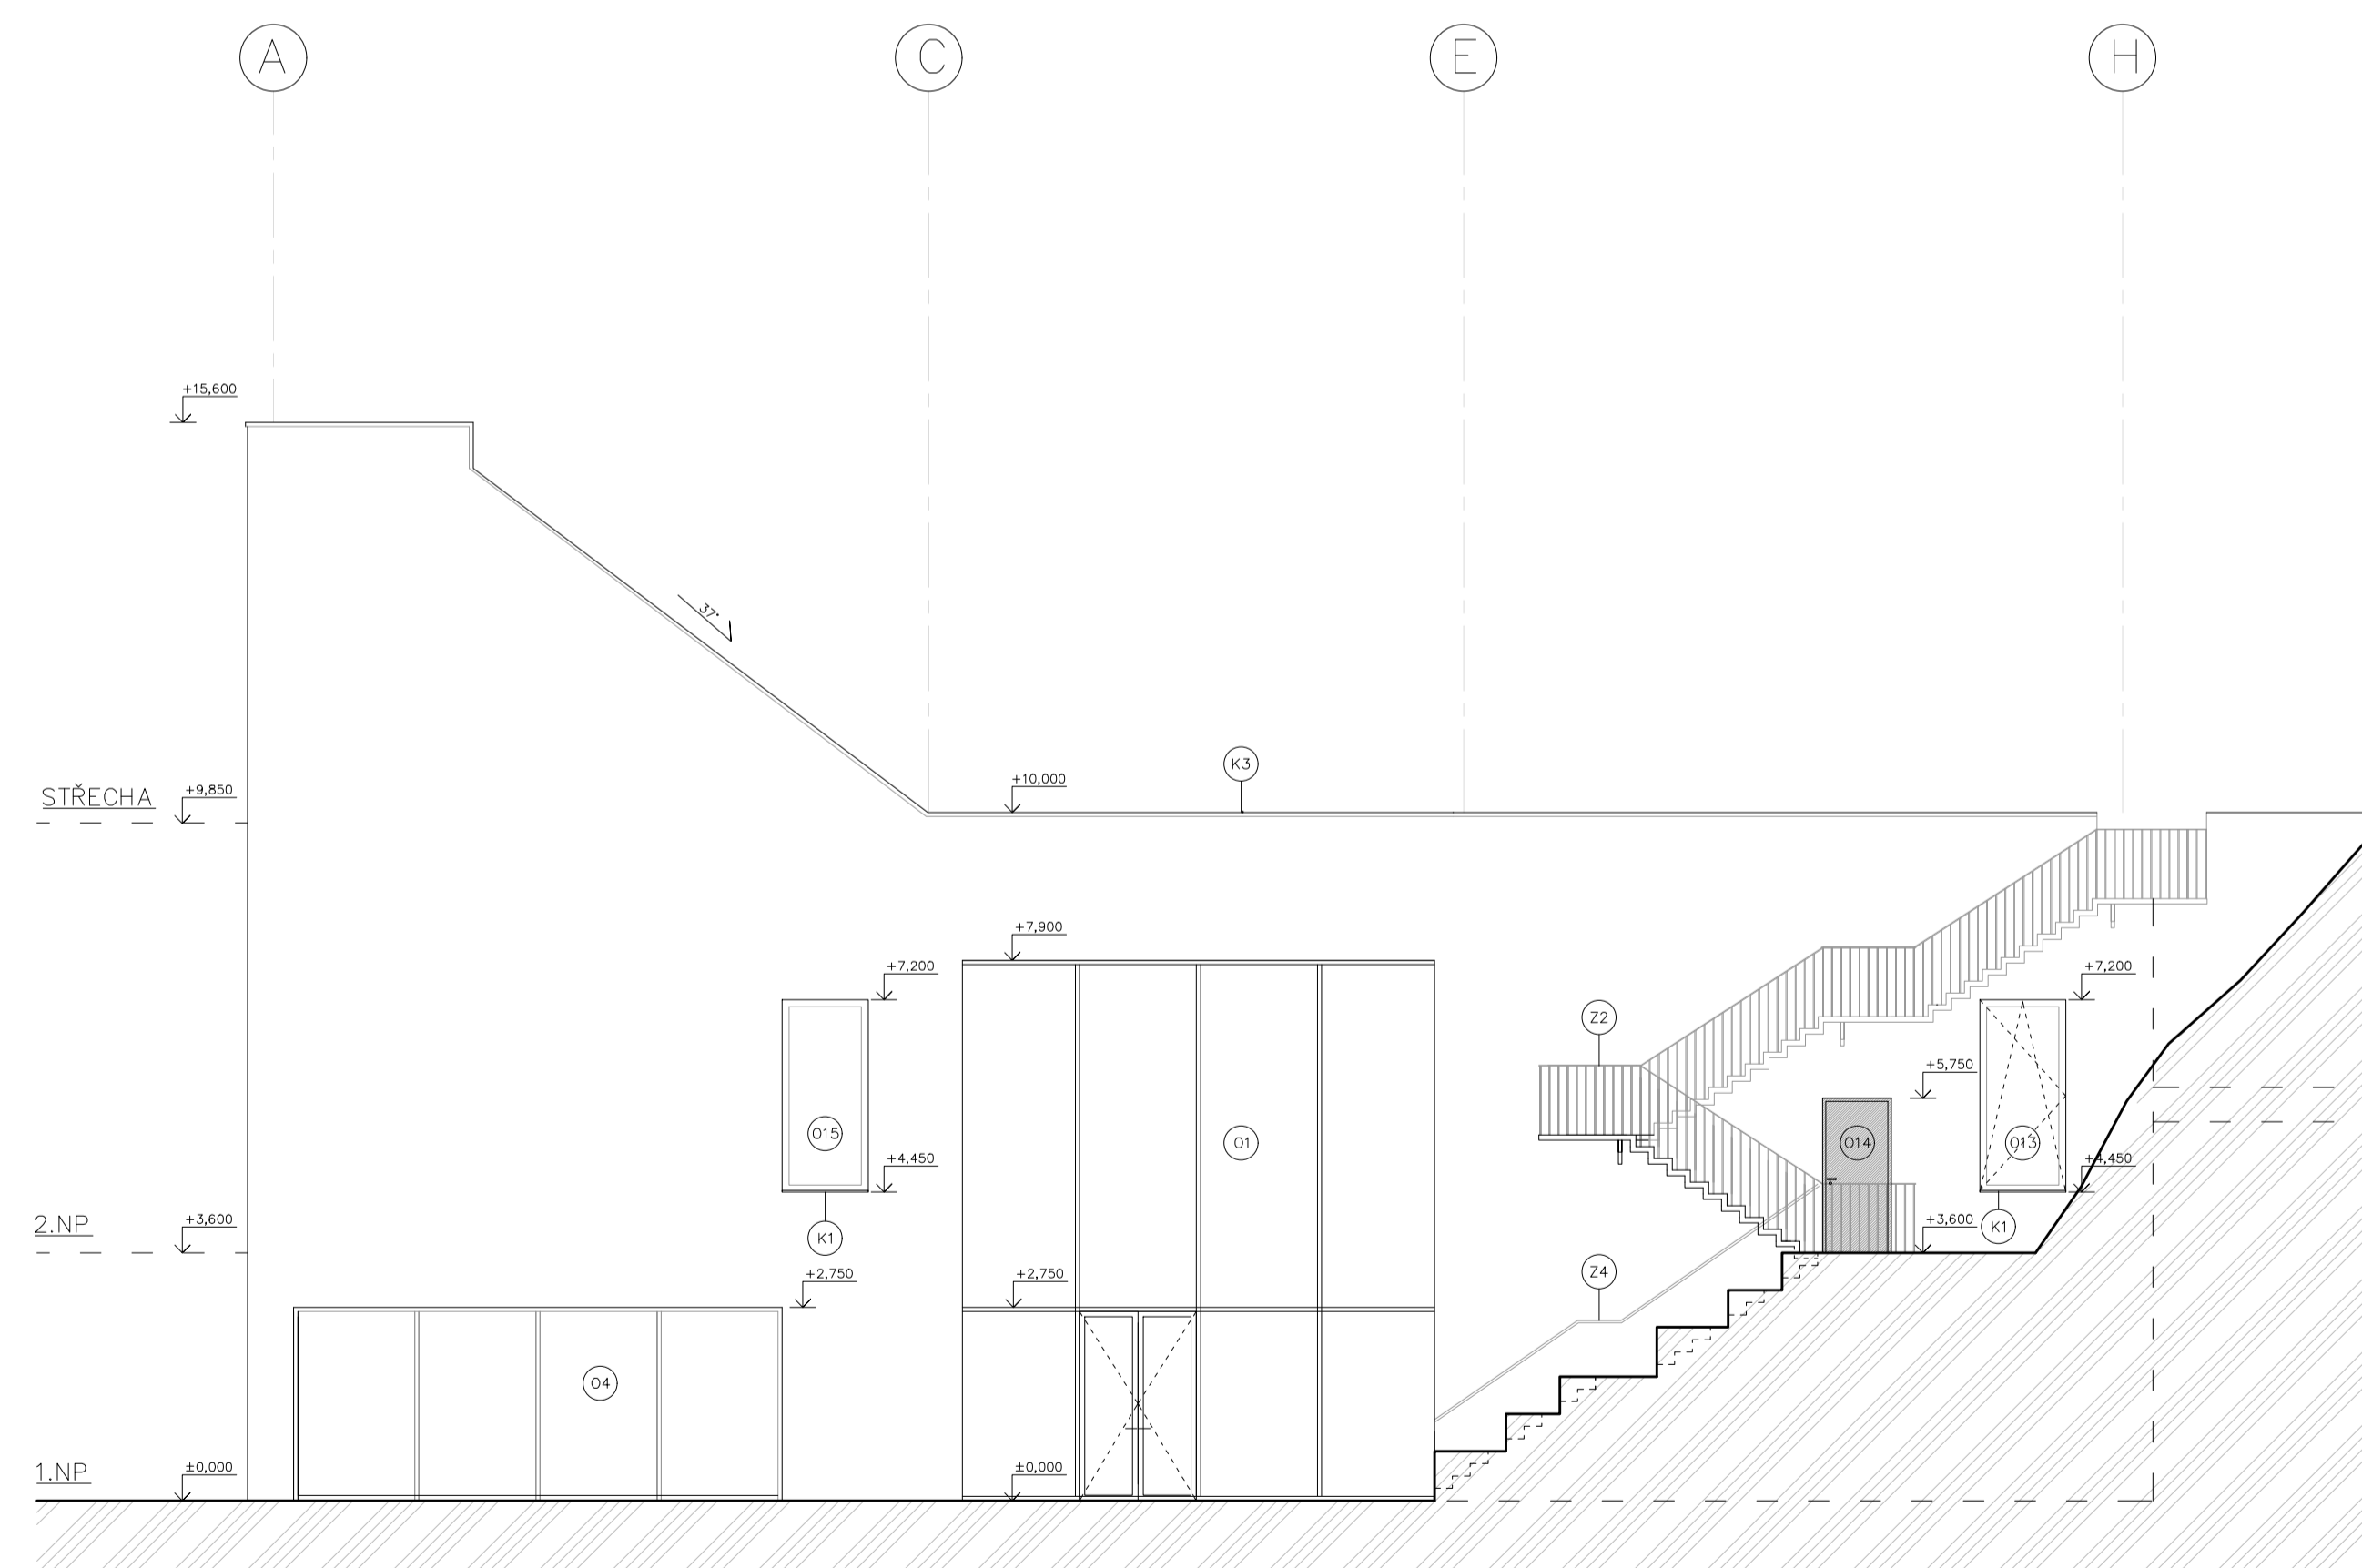 A
C
E
H
+15,600
37°
K3
STŘECHA
+9,850
+10,000
+7,900
+7,200
+7,200
Z2
+5,750
O15
O1
O14
O13
+4,450
+4,450
2.NP
+3,600
+3,600
K1
K1
Z4
+2,750
+2,750
O4
1.NP
±0,000
±0,000